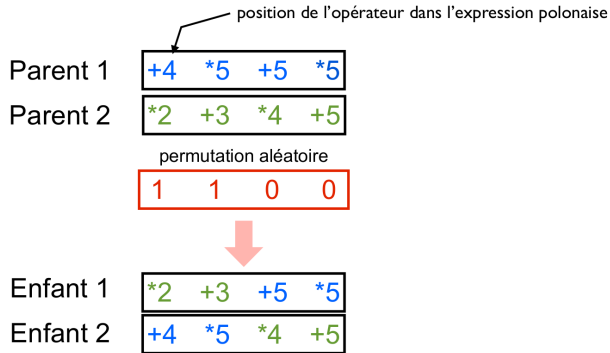 position de l'opérateur dans l'expression polonaise
Parent 1 +4 *5 +5 *5
Parent 2 *2 +3 *4 +5
permutation aléatoire
1 1 0 0
Enfant 1 *2 +3 +5 *5
Enfant 2 +4 *5 *4 +5